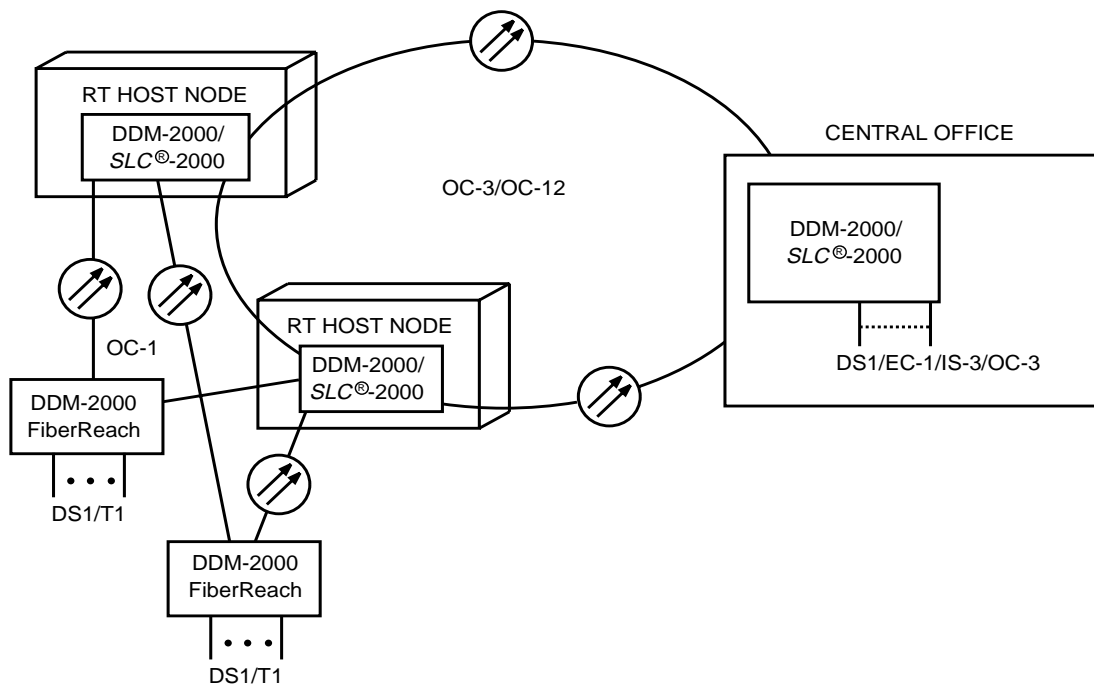 RT HOST NODE
DDM-2000/
SLC®-2000
CENTRAL OFFICE
OC-3/OC-12
DDM-2000/
SLC®-2000
RT HOST NODE
DDM-2000/
SLC®-2000
DS1/EC-1/IS-3/OC-3
OC-1
DDM-2000
FiberReach
DS1/T1
DDM-2000
FiberReach
DS1/T1